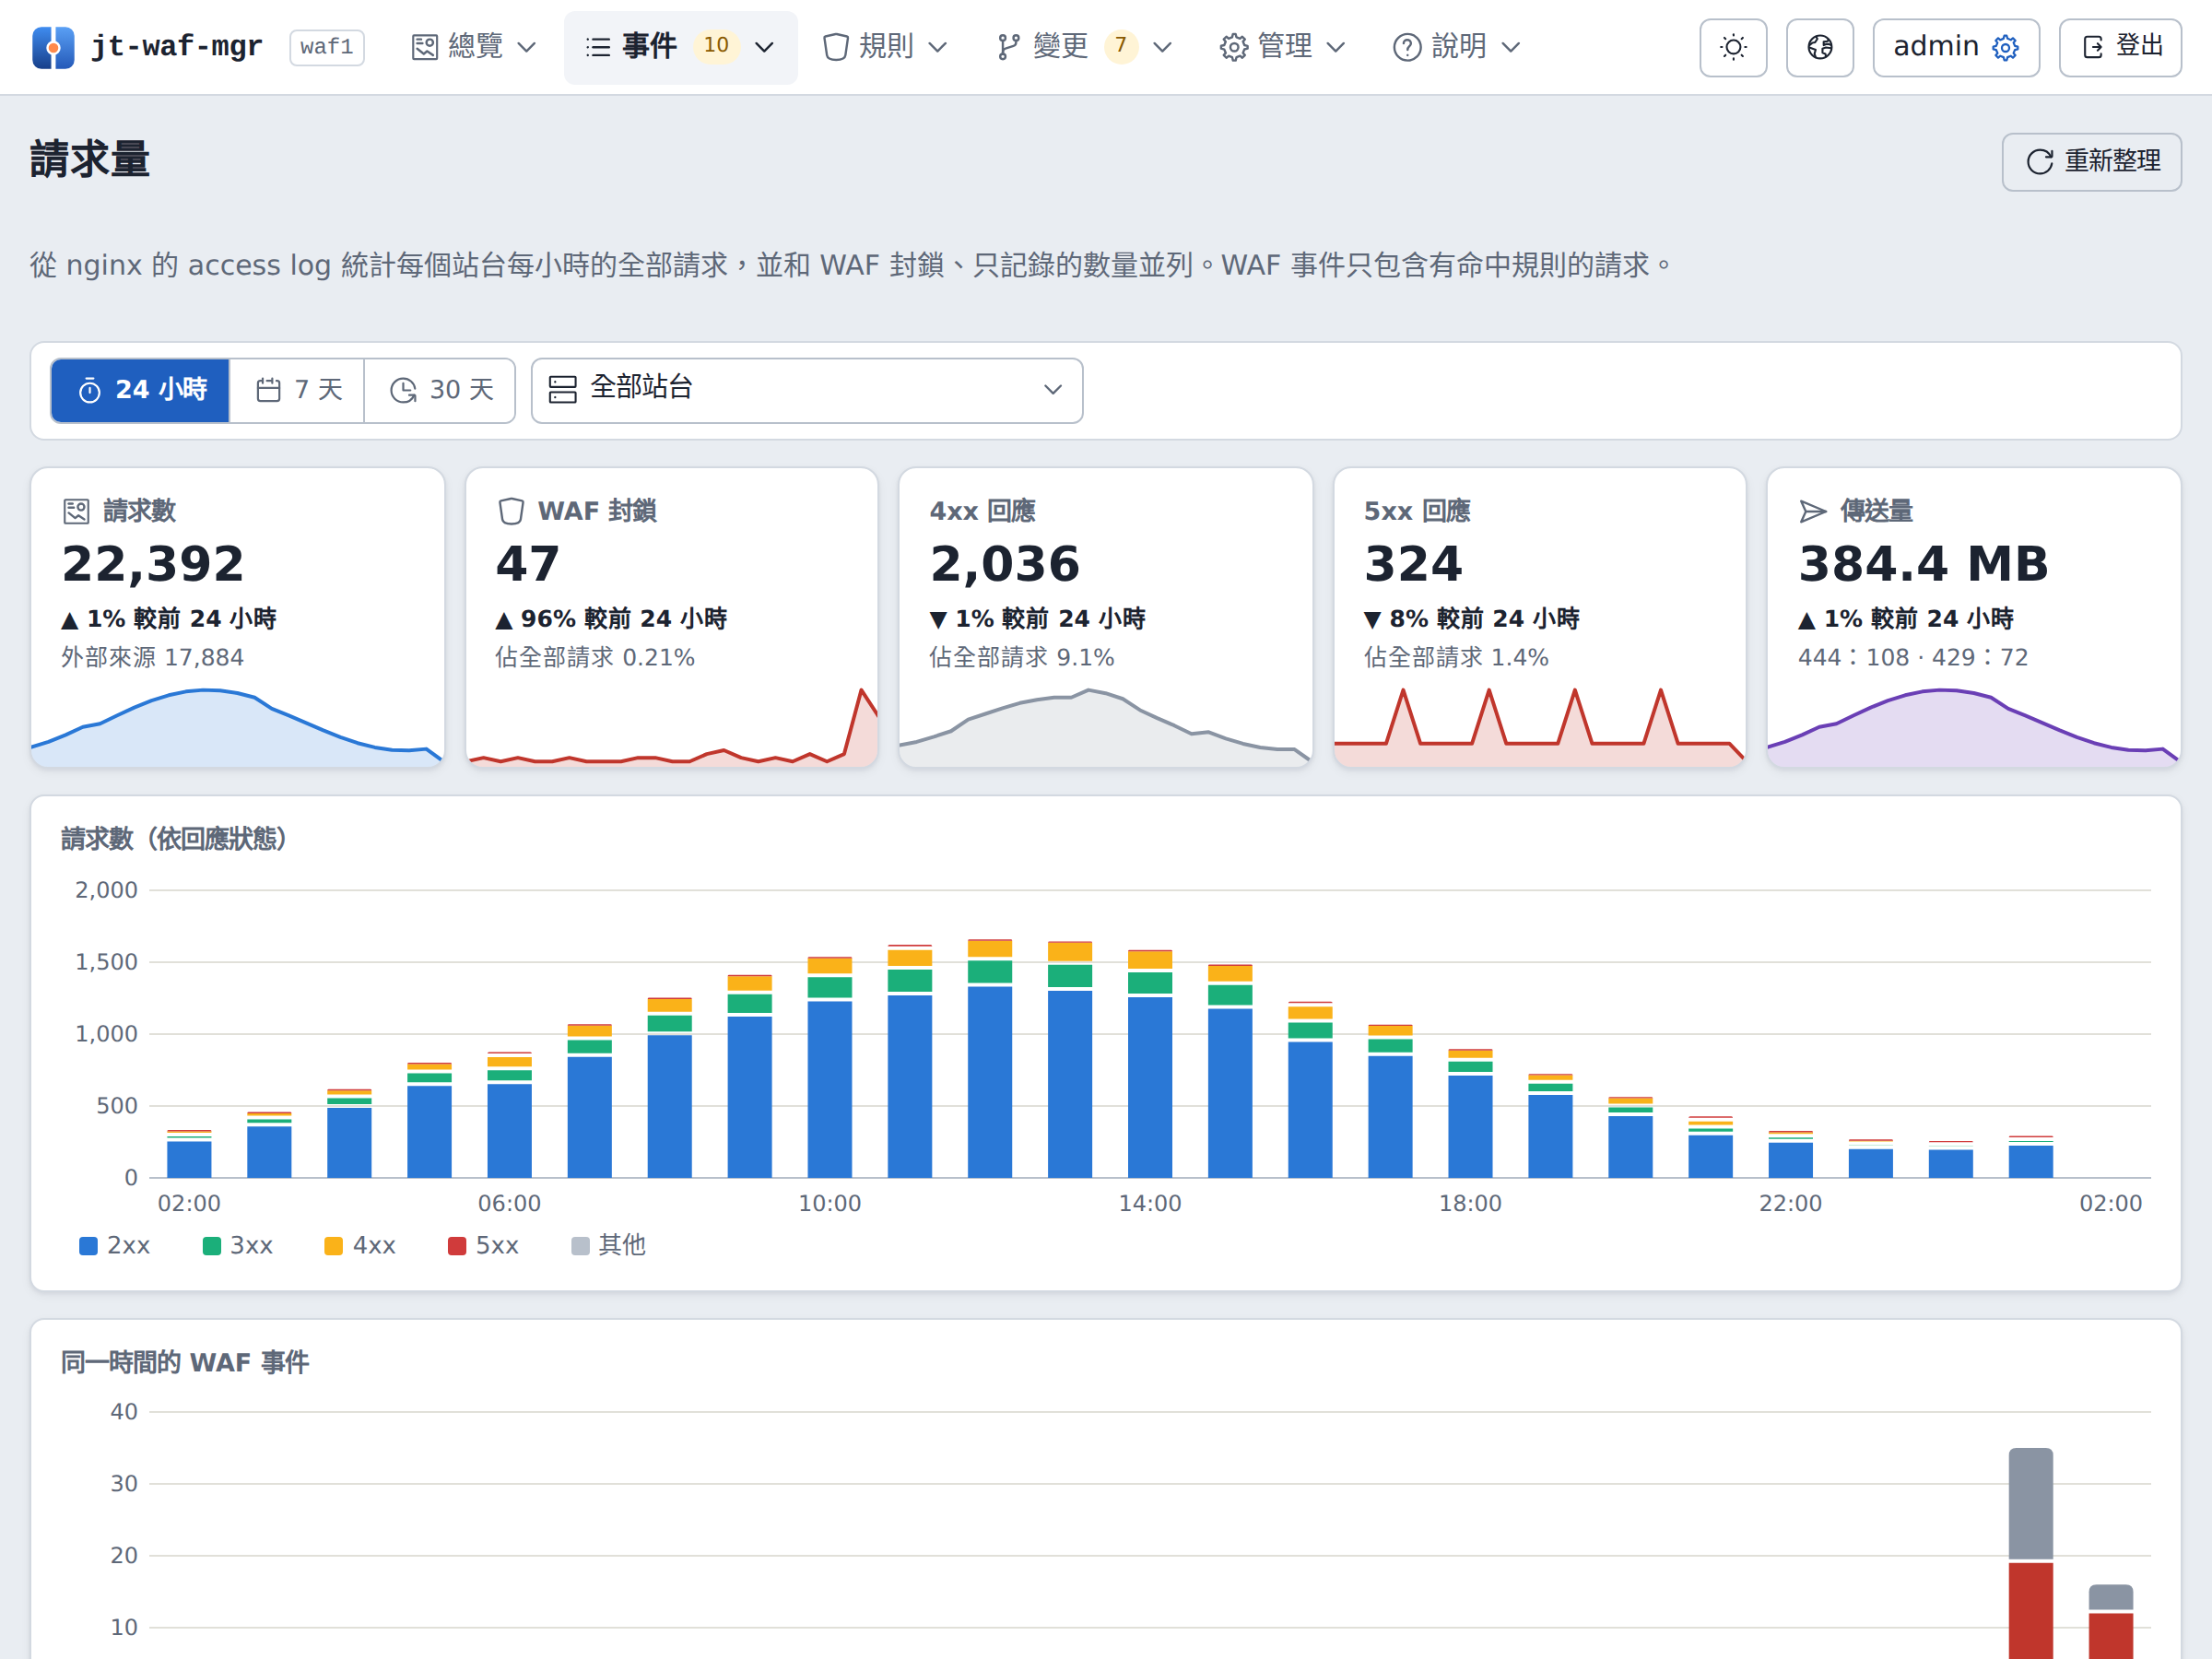 jt-waf-mgr waf1 總覽 事件 10 規則 變更 7 管理 說明 admin 登出
請求量 重新整理
從 nginx 的 access log 統計每個站台每小時的全部請求，並和 WAF 封鎖、只記錄的數量並列。WAF 事件只包含有命中規則的請求。
24 小時 7 天 30 天 全部站台
請求數 WAF 封鎖 4xx 回應 5xx 回應 傳送量
22,392 47 2,036 324 384.4 MB
▲ 1% 較前 24 小時 ▲ 96% 較前 24 小時 ▼ 1% 較前 24 小時 ▼ 8% 較前 24 小時 ▲ 1% 較前 24 小時
外部來源 17,884 佔全部請求 0.21% 佔全部請求 9.1% 佔全部請求 1.4% 444：108 · 429：72
請求數（依回應狀態）
2,000
1,500
1,000
500
0
02:00 06:00 10:00 14:00 18:00 22:00 02:00
2xx 3xx 4xx 5xx 其他
同一時間的 WAF 事件
40
30
20
10